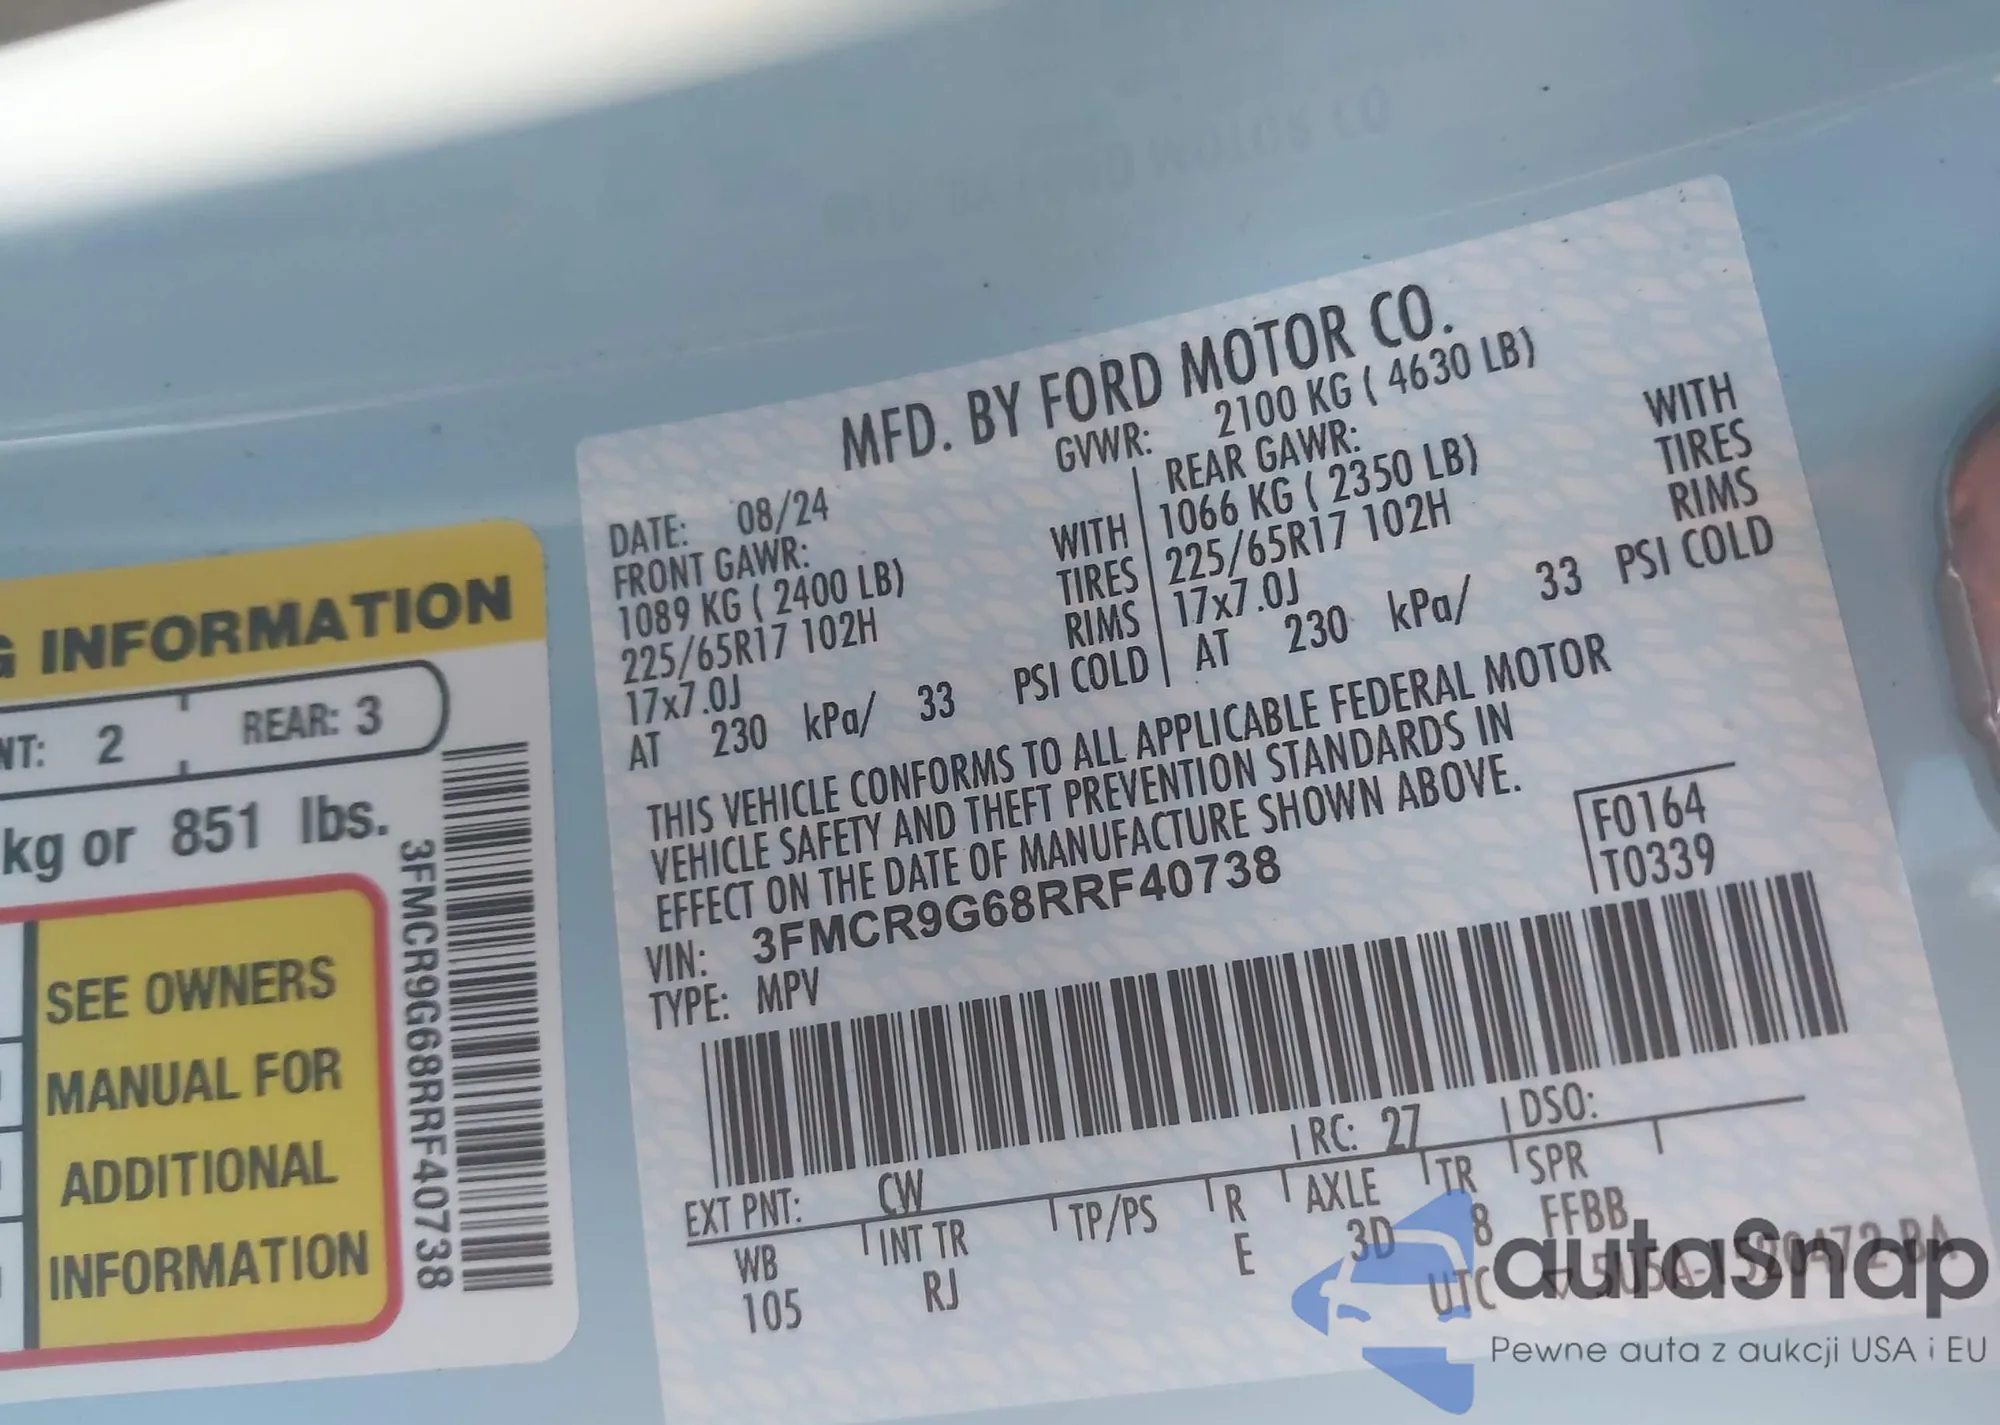 G INFORMATION
NT: 2 REAR: 3
kg or 851 lbs.
SEE OWNERS
MANUAL FOR
ADDITIONAL
INFORMATION
3FMCR9G68RRF40738
MFD. BY FORD MOTOR CO.
GVWR: 2100 KG ( 4630 LB)
DATE: 08/24
FRONT GAWR:
1089 KG ( 2400 LB) WITH
225/65R17 102H TIRES
17x7.0J RIMS
AT 230 kPa/ 33 PSI COLD
REAR GAWR:
1066 KG ( 2350 LB) WITH
225/65R17 102H TIRES
17x7.0J RIMS
AT 230 kPa/ 33 PSI COLD
THIS VEHICLE CONFORMS TO ALL APPLICABLE FEDERAL MOTOR
VEHICLE SAFETY AND THEFT PREVENTION STANDARDS IN
EFFECT ON THE DATE OF MANUFACTURE SHOWN ABOVE.
VIN: 3FMCR9G68RRF40738
TYPE: MPV
F0164
T0339
EXT PNT: CW RC: 27 DSO:
WB INT TR TP/PS R AXLE TR SPR
105 RJ E 3D 8 FFBB
UTC
autaSnap
Pewne auta z aukcji USA i EU